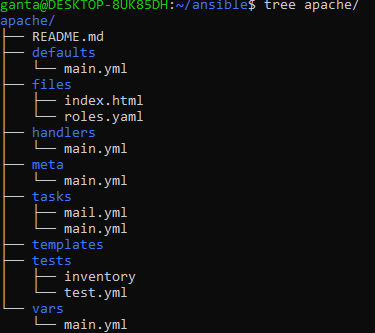 ganta@DESKTOP-8UK85DH:~/ansible$ tree apache/
apache/
├── README.md
├── defaults
│   └── main.yml
├── files
│   ├── index.html
│   └── roles.yaml
├── handlers
│   └── main.yml
├── meta
│   └── main.yml
├── tasks
│   ├── mail.yml
│   └── main.yml
├── templates
├── tests
│   ├── inventory
│   └── test.yml
└── vars
    └── main.yml